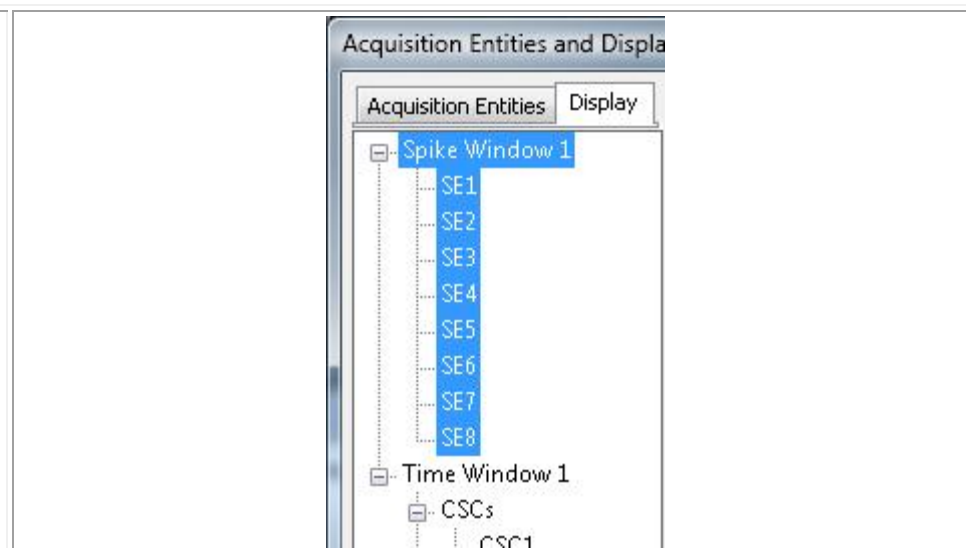 Acquisition Entities and Displa
Acquisition Entities Display
Spike Window 1
SE1
SE2
SE3
SE4
SE5
SE6
SE7
SE8
Time Window 1
CSCs
CSC1